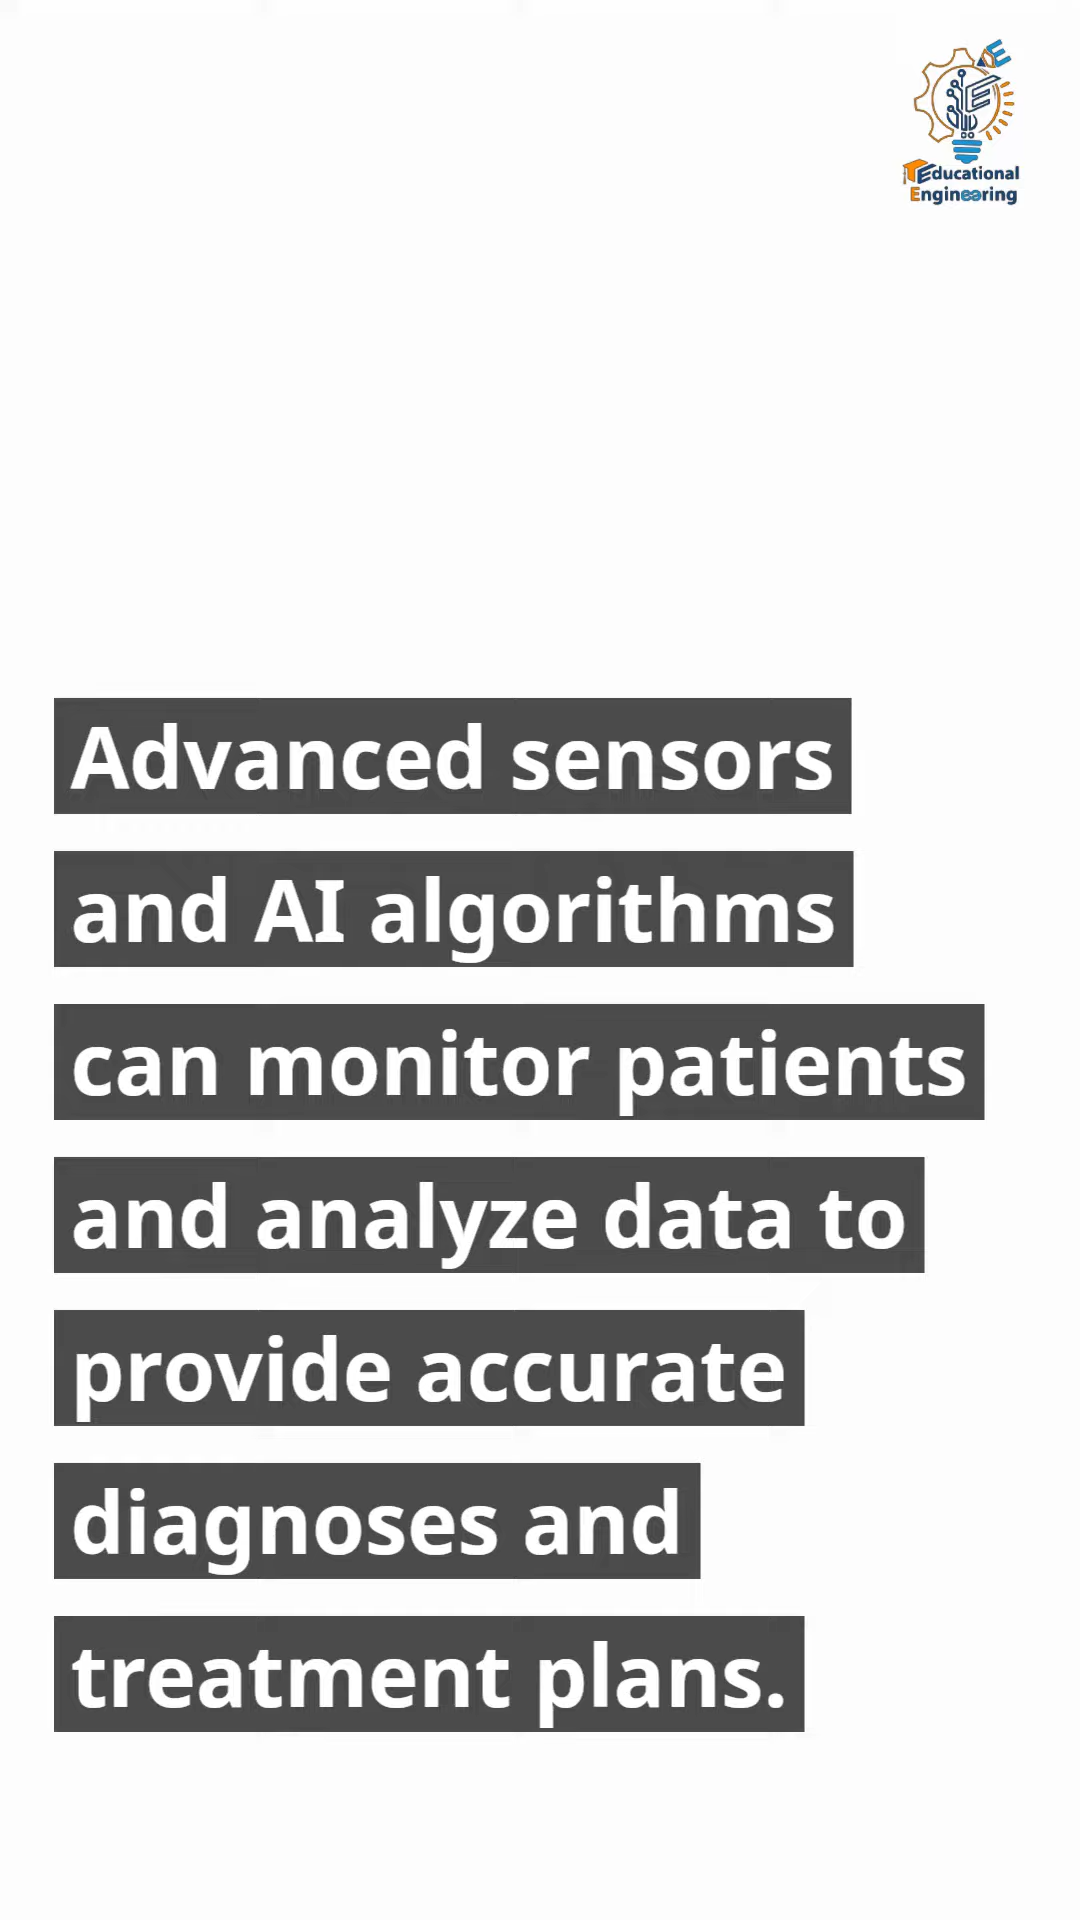 Educational
Engineering
Advanced sensors
and AI algorithms
can monitor patients
and analyze data to
provide accurate
diagnoses and
treatment plans.